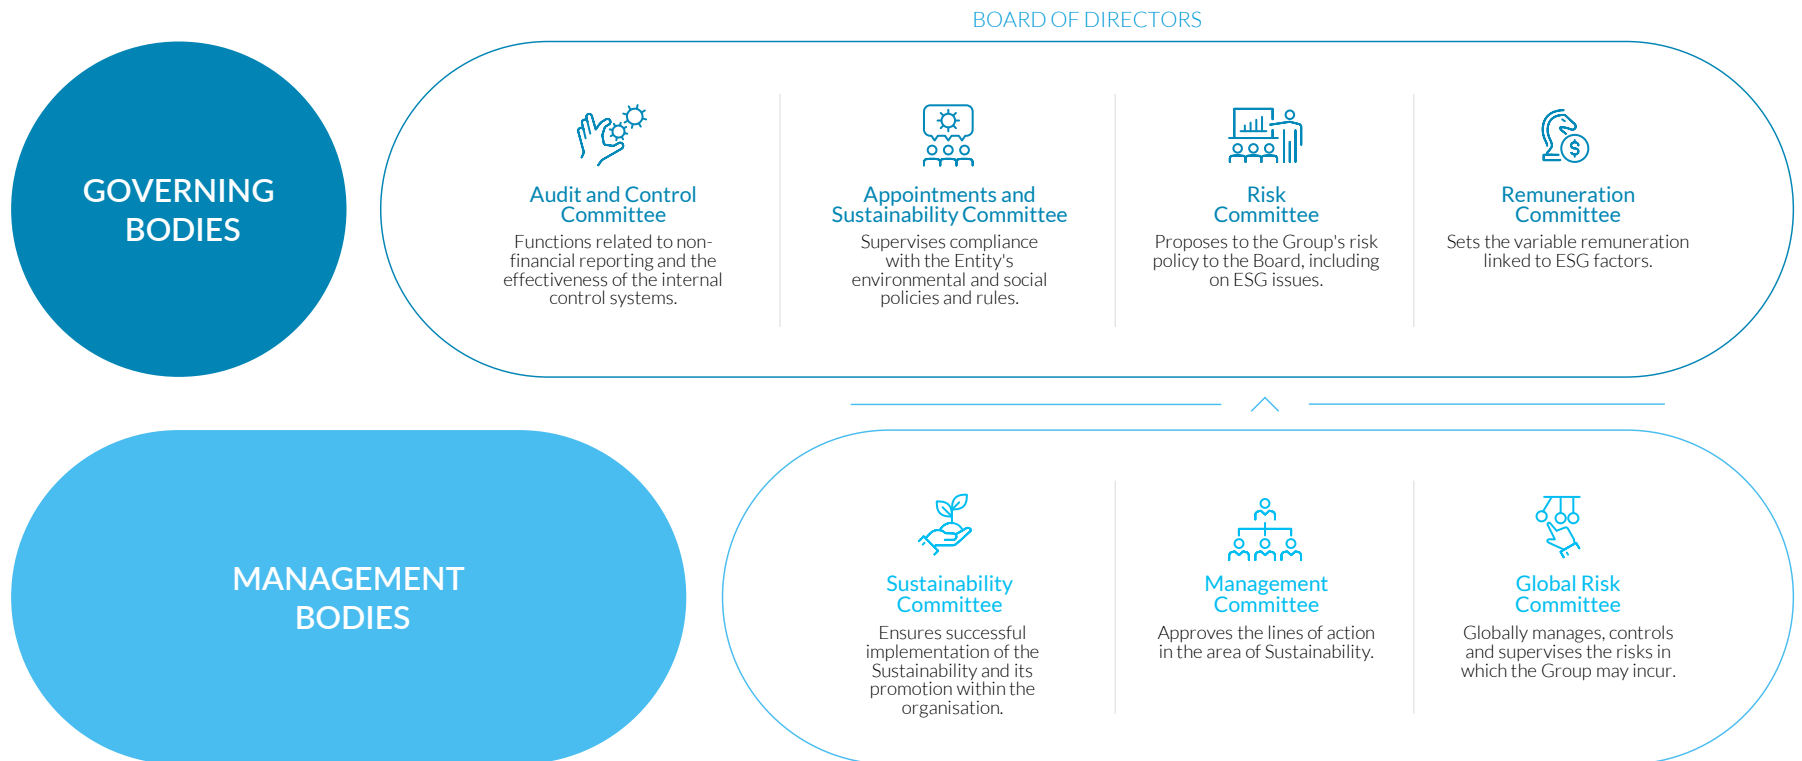 BOARD OF DIRECTORS
GOVERNING
BODIES
Audit and Control
Committee
Functions related to non-
financial reporting and the
effectiveness of the internal
control systems.
Appointments and
Sustainability Committee
Supervises compliance
with the Entity's
environmental and social
policies and rules.
Risk
Committee
Proposes to the Group's risk
policy to the Board, including
on ESG issues.
Remuneration
Committee
Sets the variable remuneration
linked to ESG factors.
MANAGEMENT
BODIES
Sustainability
Committee
Ensures successful
implementation of the
Sustainability and its
promotion within the
organisation.
Management
Committee
Approves the lines of action
in the area of Sustainability.
Global Risk
Committee
Globally manages, controls
and supervises the risks in
which the Group may incur.